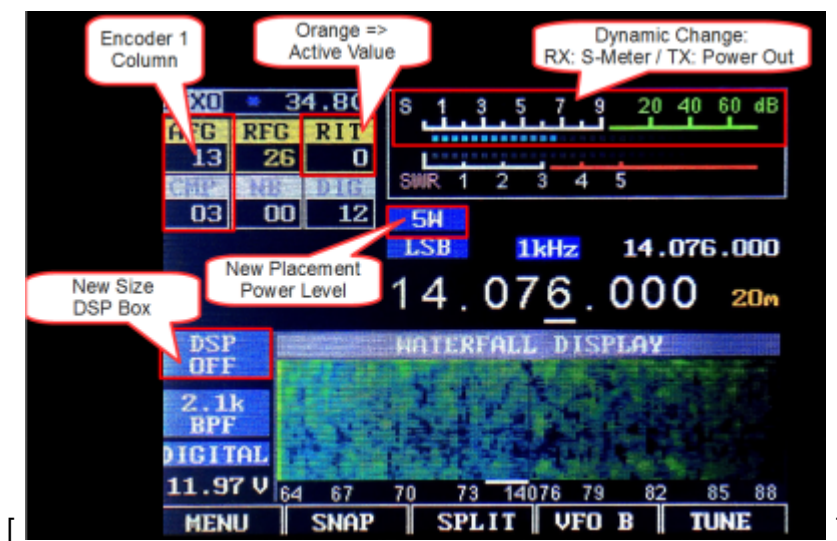 Encoder 1
Column
Orange =>
Active Value
Dynamic Change:
RX: S-Meter / TX: Power Out
34.8
S 1 3 5 7 9 20 40 60 dB
AFG RFG RIT
13 26 0
SWR 1 2 3 4 5
CMP NB DIG
03 00 12
5W
LSB 1kHz 14.076.000
New Placement
Power Level
14.076.000 20m
New Size
DSP Box
DSP
OFF
WATERFALL DISPLAY
2.1k
BPF
DIGITAL
11.97 V
64 67 70 73 14076 79 82 85 88
[
MENU SNAP SPLIT VFO B TUNE